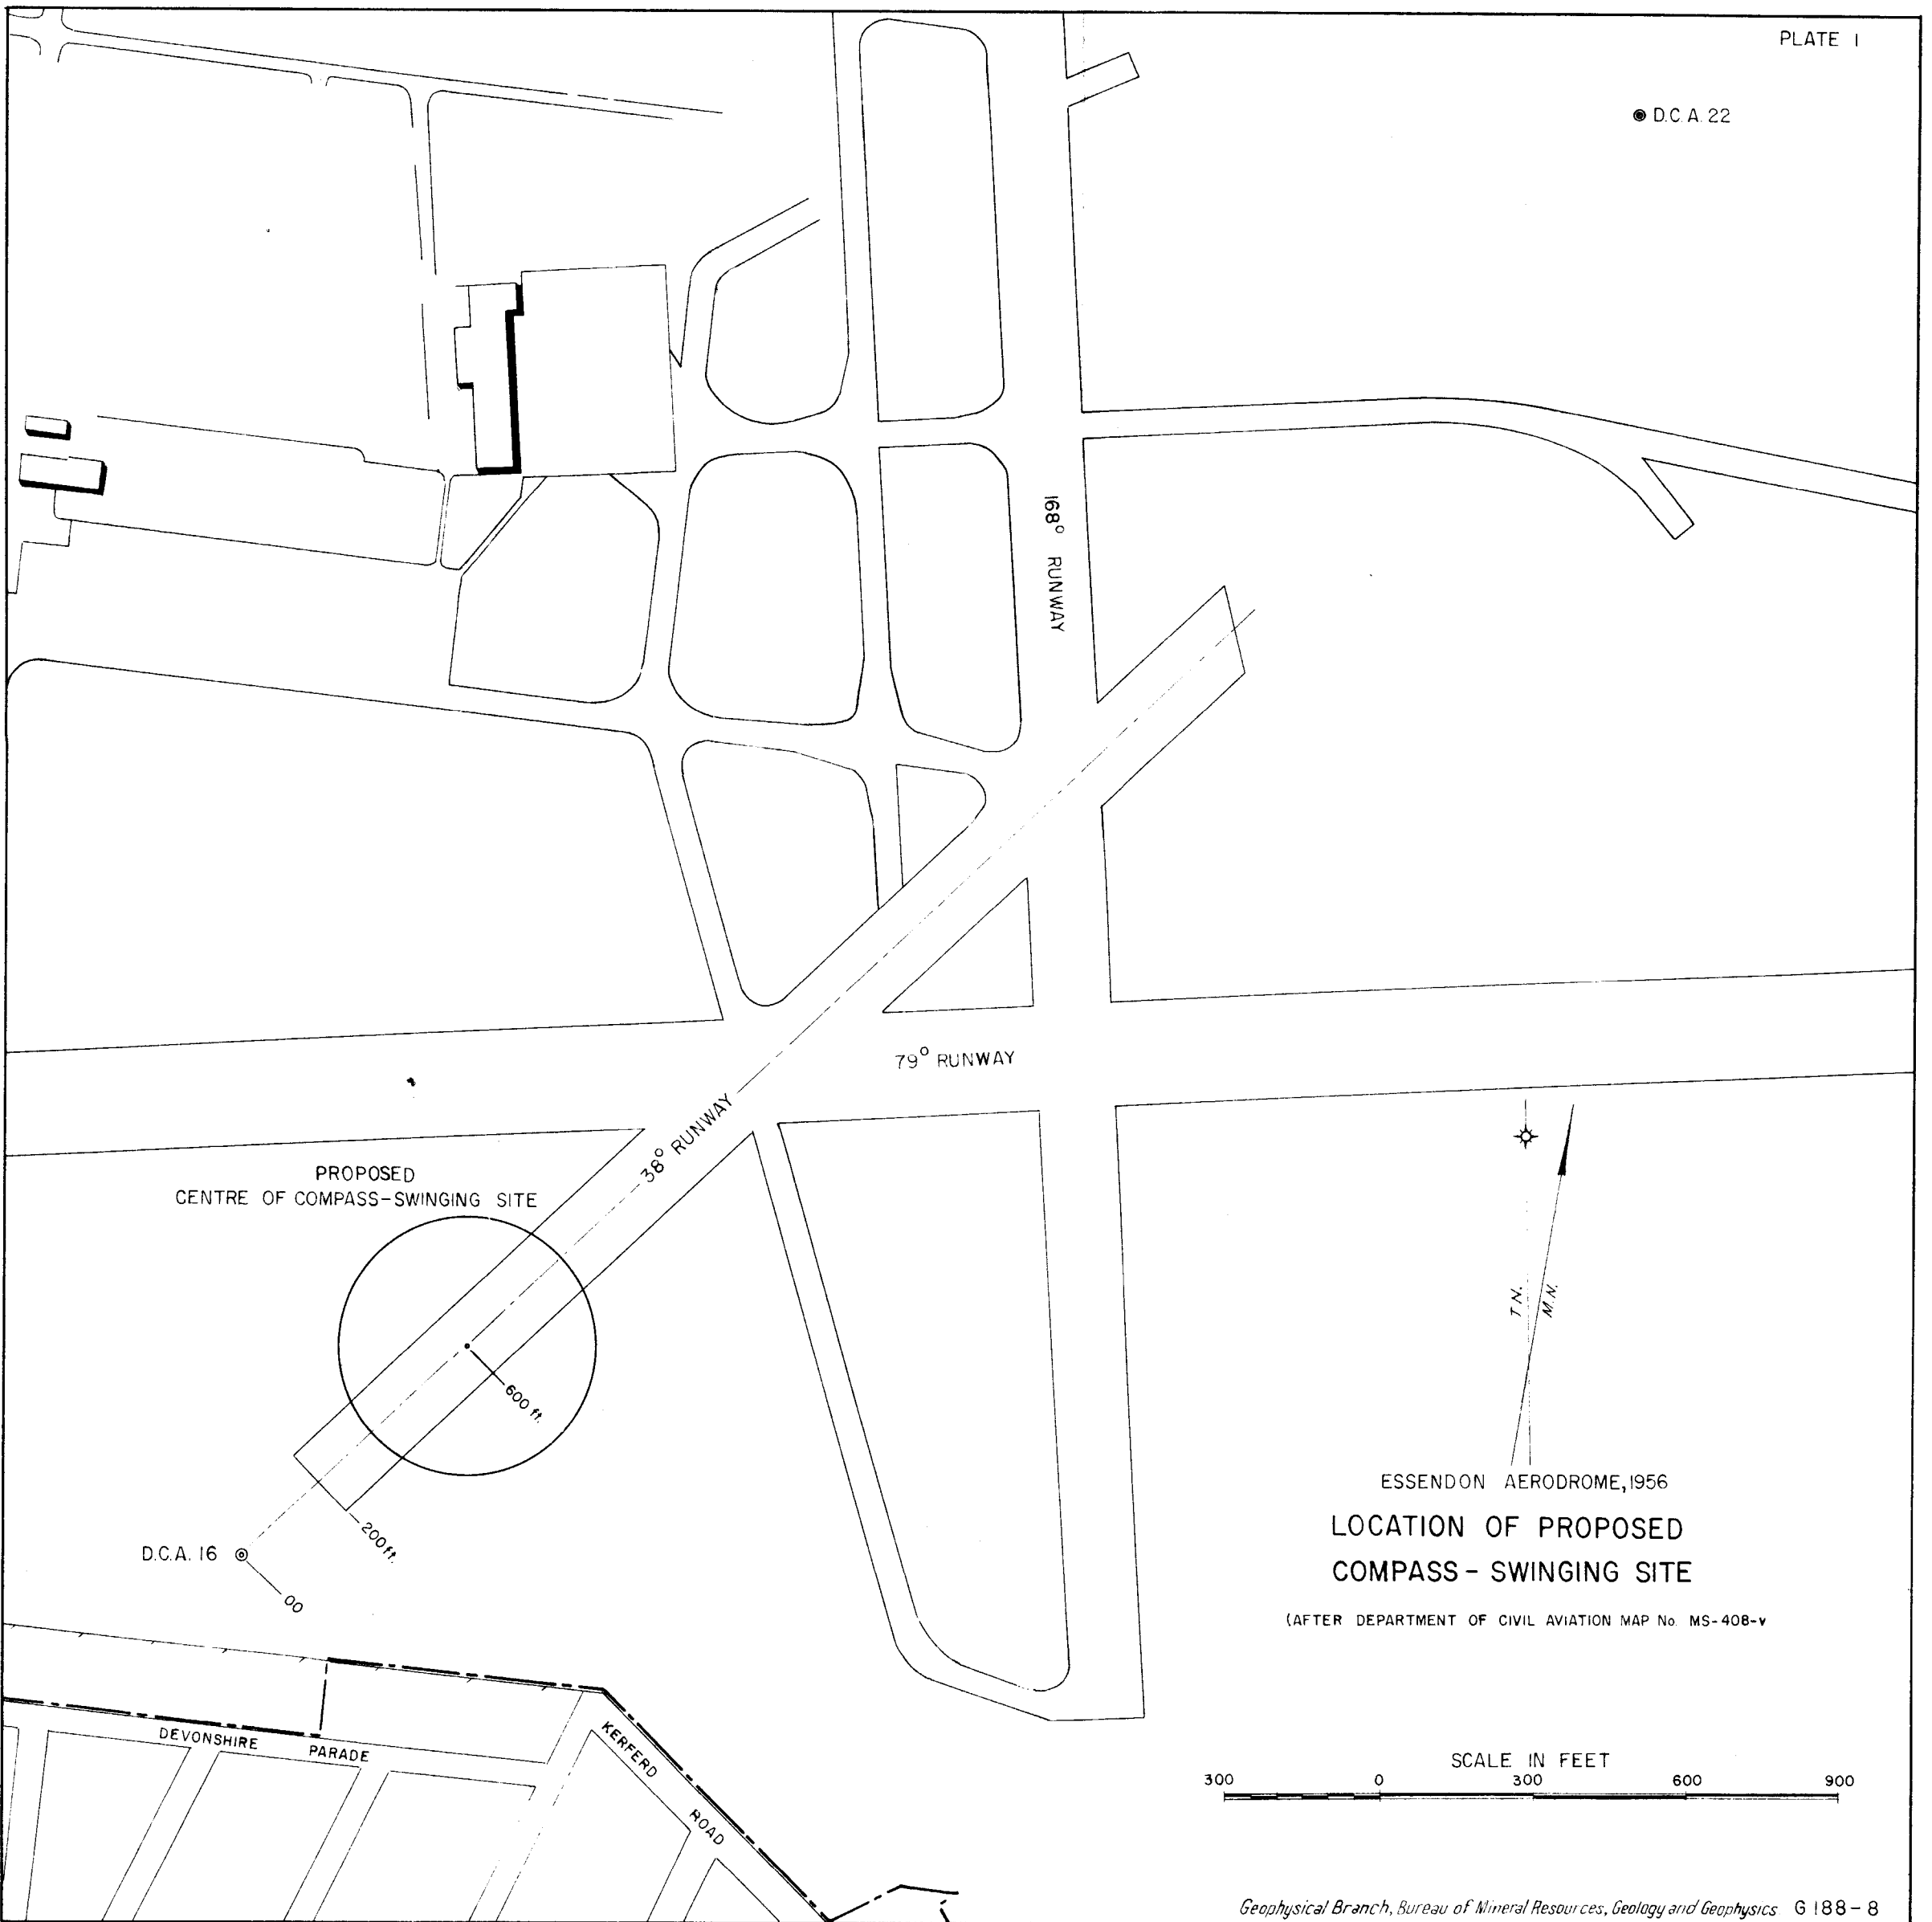 PLATE 1
D.C.A. 22
168° RUNWAY
79° RUNWAY
38° RUNWAY
PROPOSED
CENTRE OF COMPASS-SWINGING SITE
600 ft.
200 ft.
D.C.A. 16
00
T.N.
M.N.
ESSENDON AERODROME, 1956
LOCATION OF PROPOSED
COMPASS - SWINGING SITE
(AFTER DEPARTMENT OF CIVIL AVIATION MAP No. MS-408-v
DEVONSHIRE PARADE
KERFERD ROAD
SCALE IN FEET
300 0 300 600 900
Geophysical Branch, Bureau of Mineral Resources, Geology and Geophysics. G 188-8